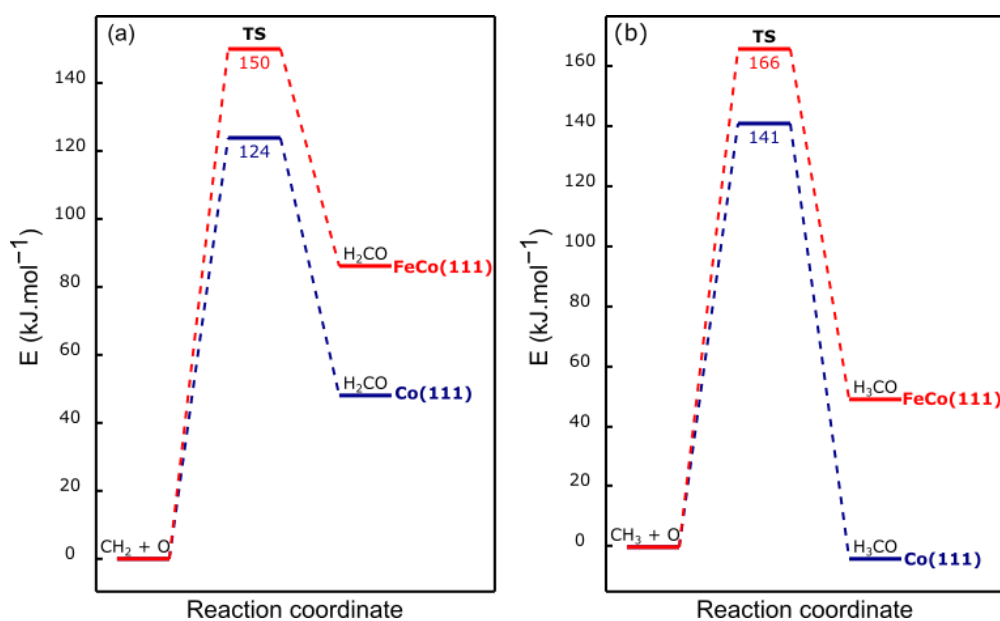 (a)
TS
150
124
H₂CO
FeCo(111)
H₂CO
Co(111)
CH₂ + O
140
120
100
80
60
40
20
0
E (kJ.mol⁻¹)
Reaction coordinate
(b)
TS
166
141
H₃CO
FeCo(111)
H₃CO
Co(111)
CH₃ + O
160
140
120
100
80
60
40
20
0
E (kJ.mol⁻¹)
Reaction coordinate